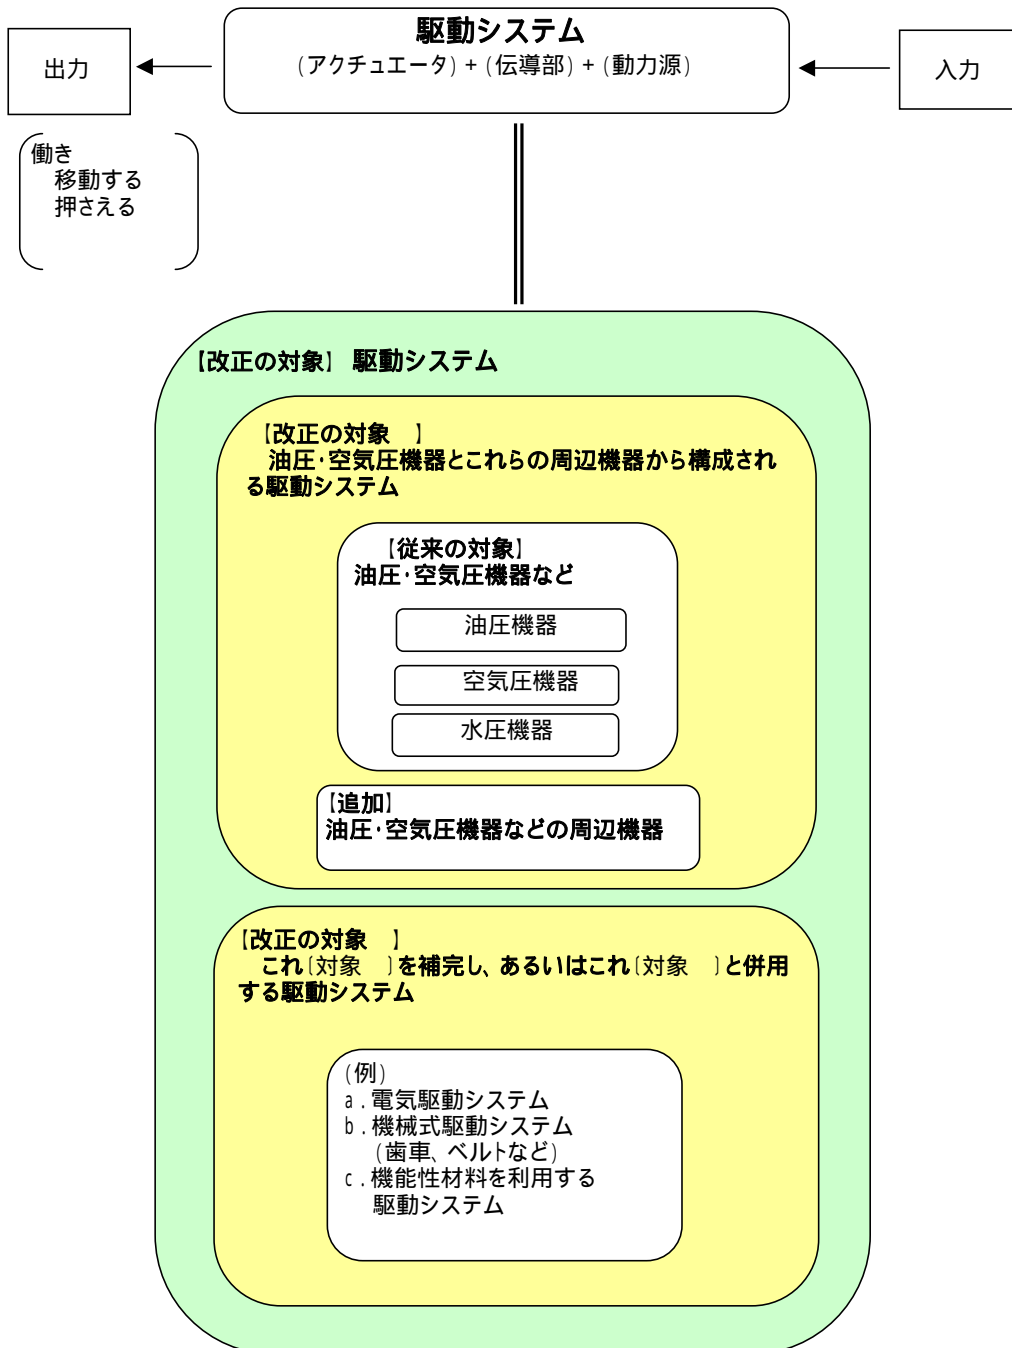 駆動システム
(アクチュエータ) + (伝導部) + (動力源)
出力
入力
働き
移動する
押さえる
【改正の対象】 駆動システム
【改正の対象　】
油圧・空気圧機器とこれらの周辺機器から構成され
る駆動システム
【従来の対象】
油圧・空気圧機器など
油圧機器
空気圧機器
水圧機器
【追加】
油圧・空気圧機器などの周辺機器
【改正の対象　】
これ〔対象　〕を補完し、あるいはこれ〔対象　〕と併用
する駆動システム
(例)
a．電気駆動システム
b．機械式駆動システム
(歯車、ベルトなど)
c．機能性材料を利用する
駆動システム